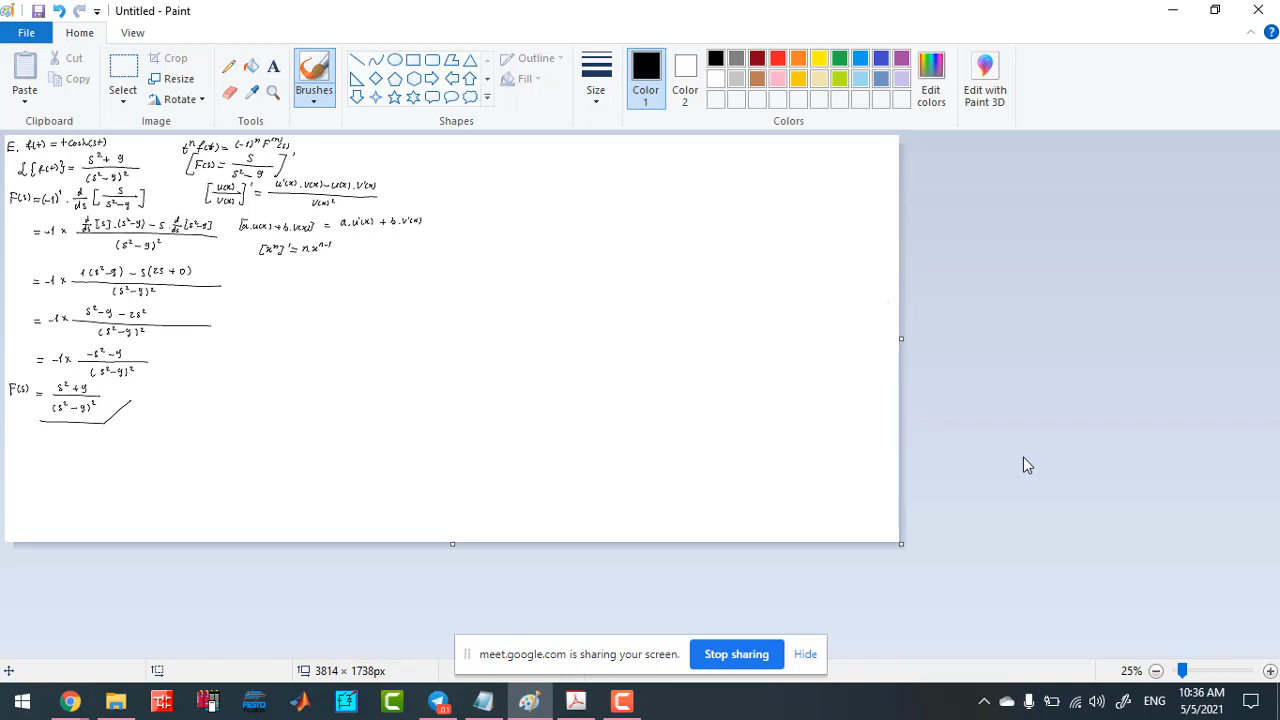 Untitled - Paint
File
Home
View
Paste
Cut
Copy
Clipboard
Select
Crop
Resize
Rotate
Image
A
Tools
Brushes
Shapes
Outline
Fill
Size
Color 1
Color 2
Edit colors
Edit with Paint 3D
Colors
E. f(t) = t cosh(3t)
ℒ{f(t)} = (s²+9)/(s²-9)²
tⁿ f(t) = (-1)ⁿ F⁽ⁿ⁾(s)
[F(s) = s/(s²-9)]'
F(s) = (-1)¹ · d/ds [s/(s²-9)]
[u(x)/v(x)]' = (u'(x).v(x) - u(x).v'(x))/v(x)²
= -1 × (d/ds[s].(s²-9) - s. d/ds[s²-9])/(s²-9)²
[a.u(x) + b.v(x)]' = a.u'(x) + b.v'(x)
[xⁿ]' = n.xⁿ⁻¹
= -1 × (1(s²-9) - s(2s+0))/(s²-9)²
= -1 × (s²-9-2s²)/(s²-9)²
= -1 × (-s²-9)/(s²-9)²
F(s) = (s²+9)/(s²-9)²
meet.google.com is sharing your screen.
Stop sharing
Hide
3814 × 1738px
25%
FESTO
ENG
10:36 AM
5/5/2021